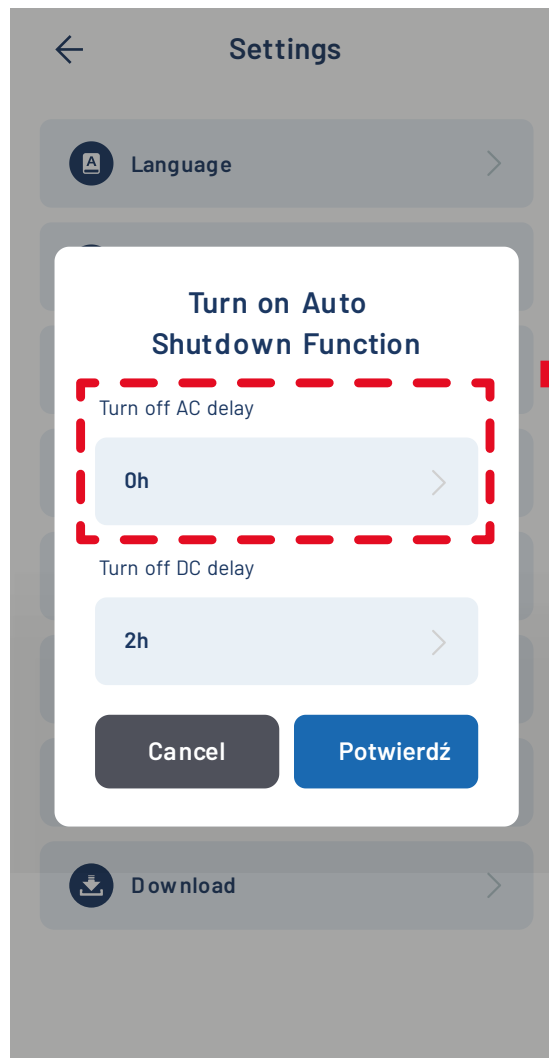 Settings
A
Language
Turn on Auto
Shutdown Function
Turn off AC delay
0h
Turn off DC delay
2h
Cancel
Potwierdź
Download